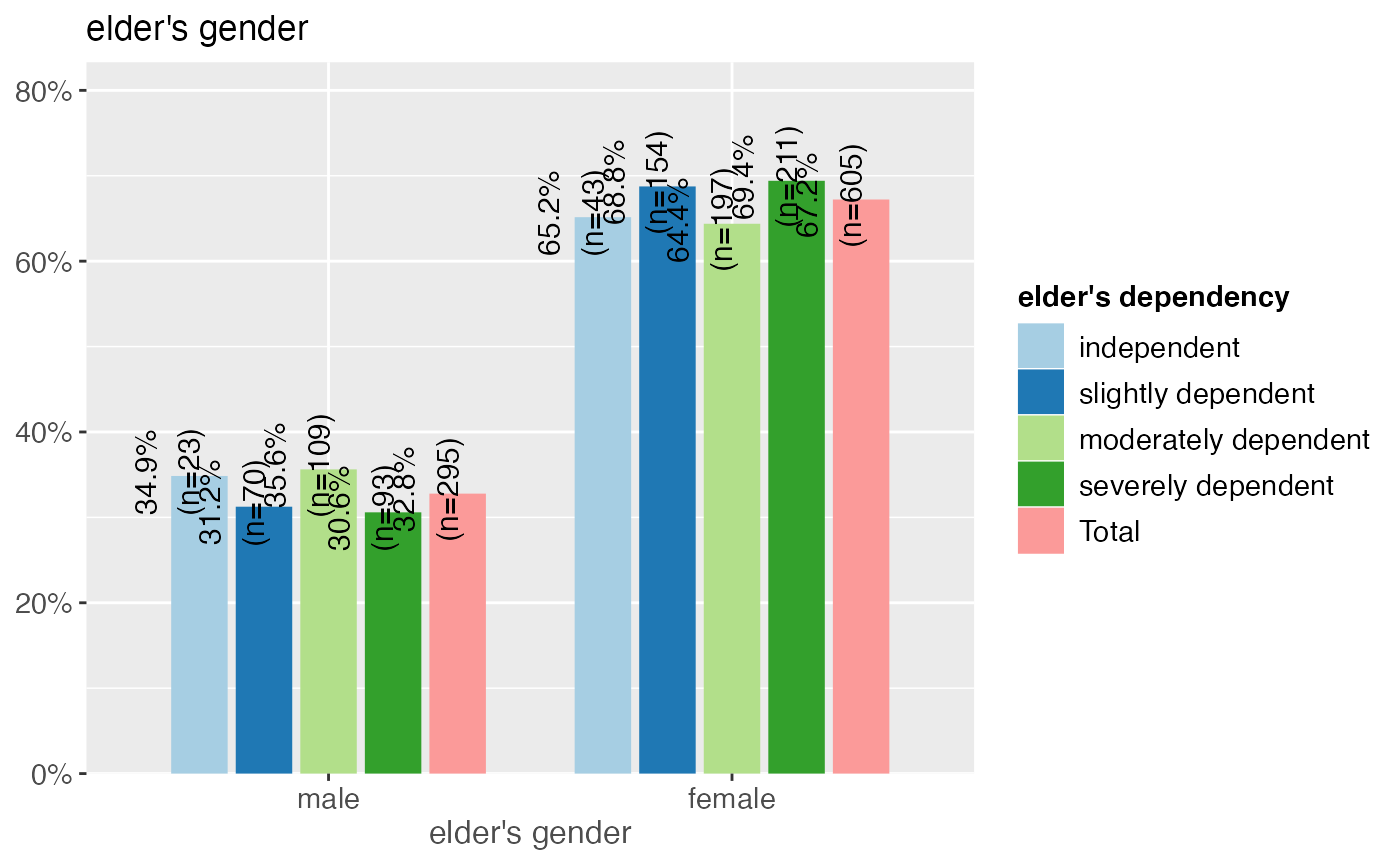 elder's gender
80%
60%
40%
20%
0%
34.9%
(n=23)
31.2%
(n=70)
35.6%
(n=109)
30.6%
(n=93)
32.8%
(n=295)
65.2%
(n=43)
68.8%
(n=154)
64.4%
(n=197)
69.4%
(n=211)
67.2%
(n=605)
male
female
elder's gender
elder's dependency
independent
slightly dependent
moderately dependent
severely dependent
Total